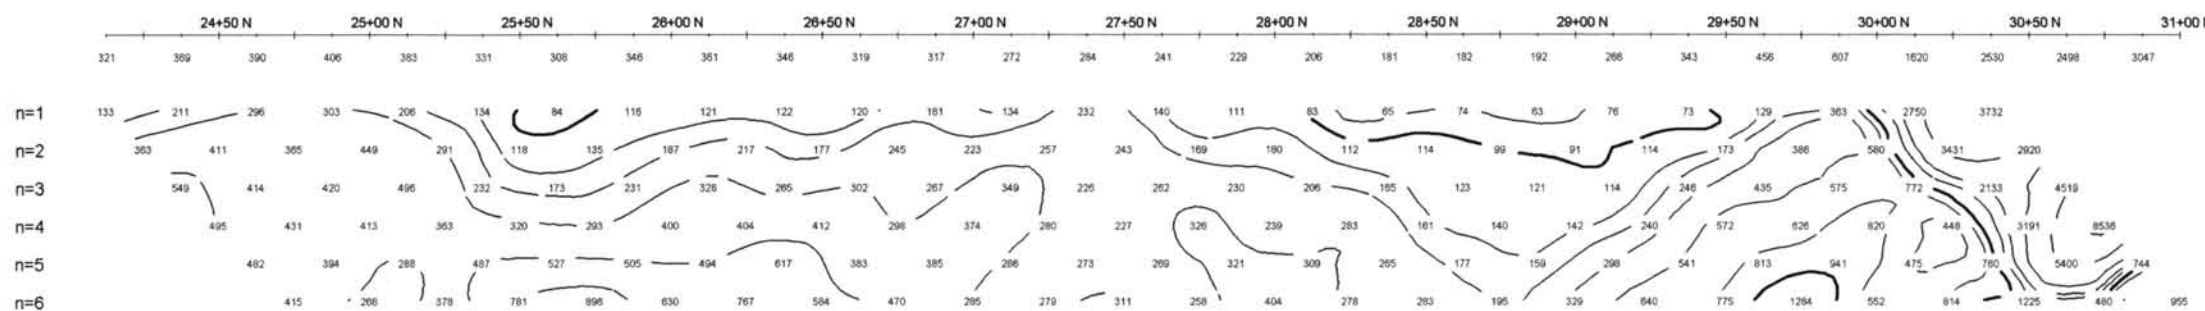 24+50 N 25+00 N 25+50 N 26+00 N 26+50 N 27+00 N 27+50 N 28+00 N 28+50 N 29+00 N 29+50 N 30+00 N 30+50 N 31+00
321 369 390 406 383 331 308 346 361 346 319 317 272 284 241 229 206 181 182 192 266 343 456 607 1620 2530 2498 3047
n=1 133 211 296 303 206 134 84 116 121 122 120 181 134 232 140 111 83 65 74 63 76 73 129 363 2750 3732
n=2 363 411 365 449 291 118 135 187 217 177 245 223 257 243 169 180 112 114 99 91 114 173 386 580 3431 2920
n=3 549 414 420 496 232 173 231 328 265 302 267 349 226 262 230 206 165 123 121 114 246 435 575 772 2133 4519
n=4 495 431 413 363 320 293 400 404 412 298 374 280 227 326 239 283 161 140 142 240 572 626 820 448 3191 8536
n=5 482 394 288 487 527 505 494 617 383 385 286 273 269 321 309 265 177 159 298 541 813 941 475 760 5400 744
n=6 415 266 378 781 896 630 767 584 470 285 279 311 258 404 278 283 195 329 640 775 1284 552 814 1225 480 955